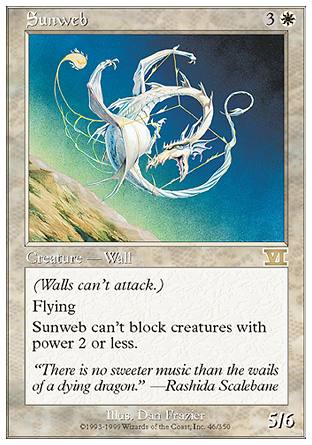 Sunweb 3
Creature — Wall VI
(Walls can't attack.)
Flying
Sunweb can't block creatures with
power 2 or less.
“There is no sweeter music than the wails
of a dying dragon.” —Rashida Scalebane
Illus. Dan Frazier
©1993-1999 Wizards of the Coast, Inc. 46/350
5/6